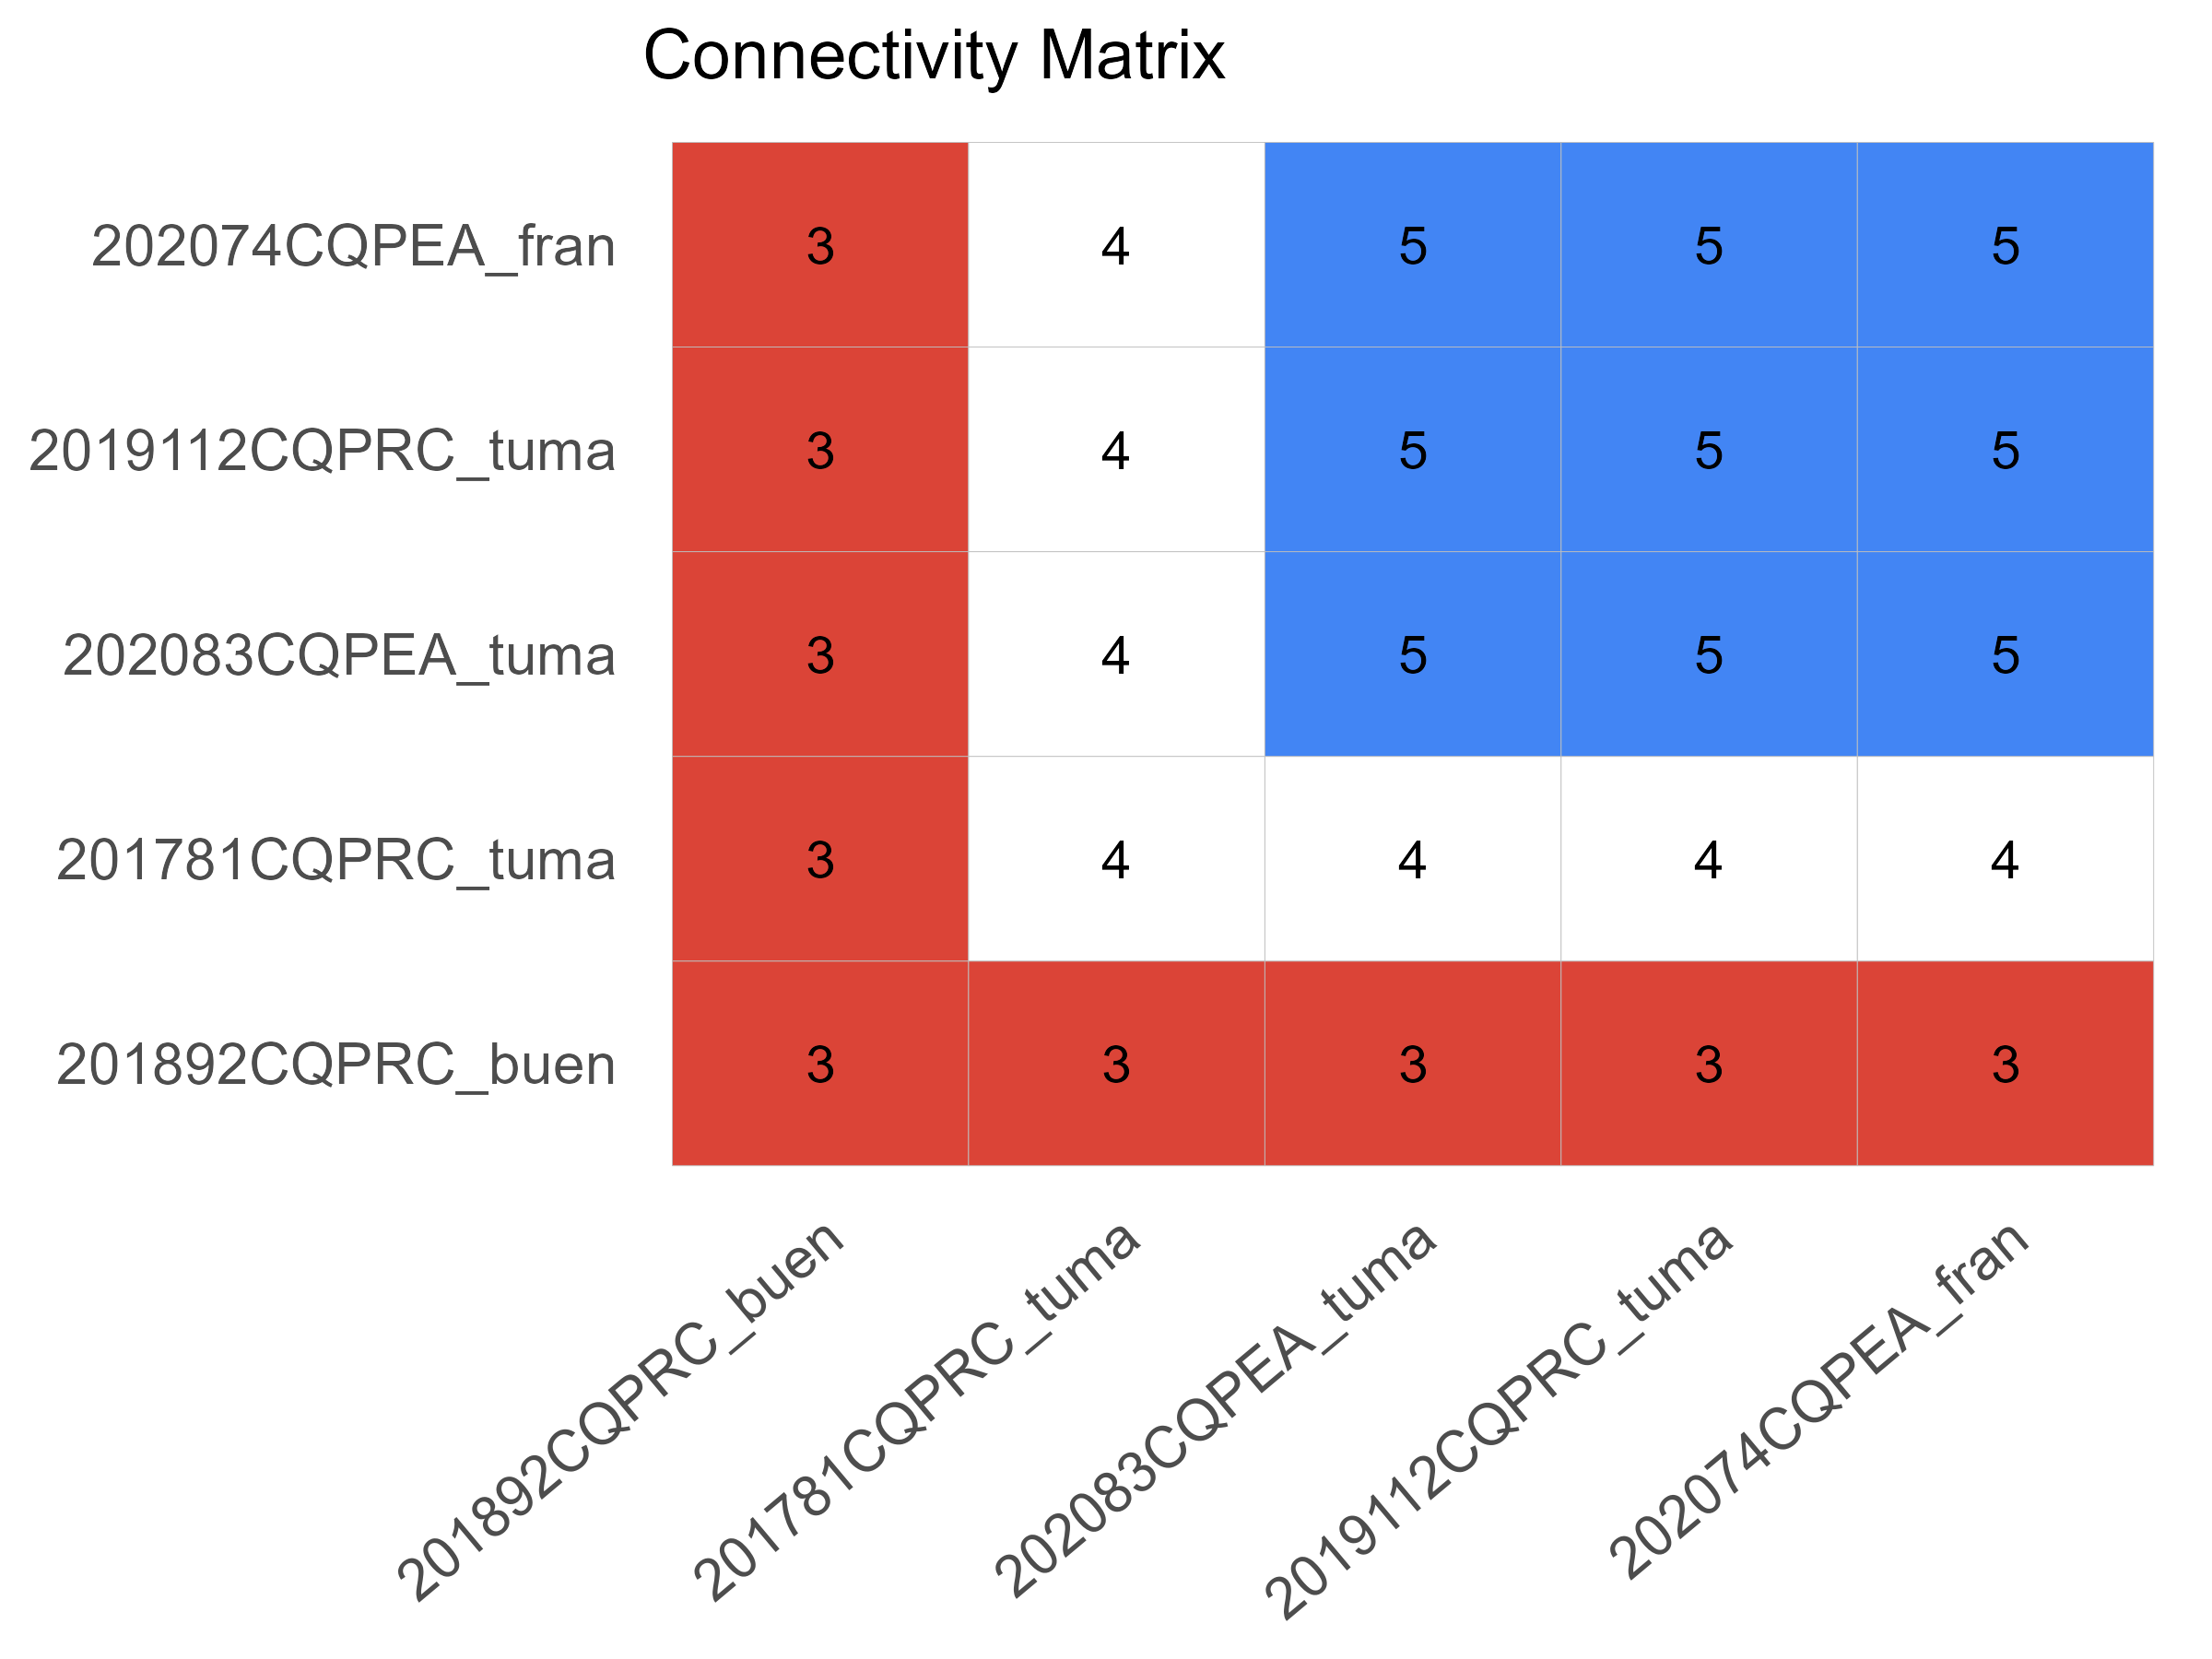 Connectivity Matrix
202074CQPEA_fran 3 4 5 5 5
2019112CQPRC_tuma 3 4 5 5 5
202083CQPEA_tuma 3 4 5 5 5
201781CQPRC_tuma 3 4 4 4 4
201892CQPRC_buen 3 3 3 3 3
201892CQPRC_buen
201781CQPRC_tuma
202083CQPEA_tuma
2019112CQPRC_tuma
202074CQPEA_fran